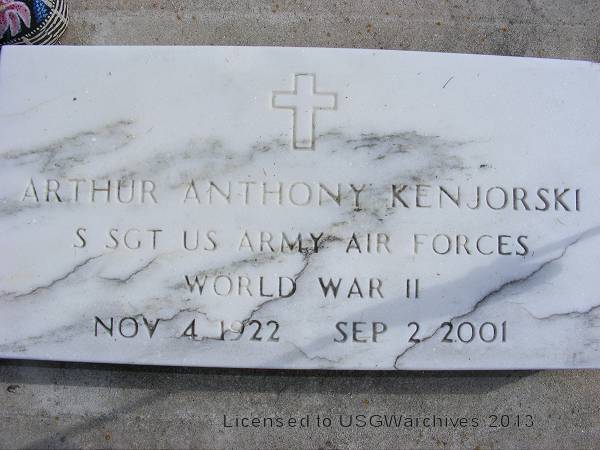 ARTHUR ANTHONY KENJORSKI
S SGT US ARMY AIR FORCES
WORLD WAR II
NOV 4 1922 SEP 2 2001
Licensed to USGWarchives 2013